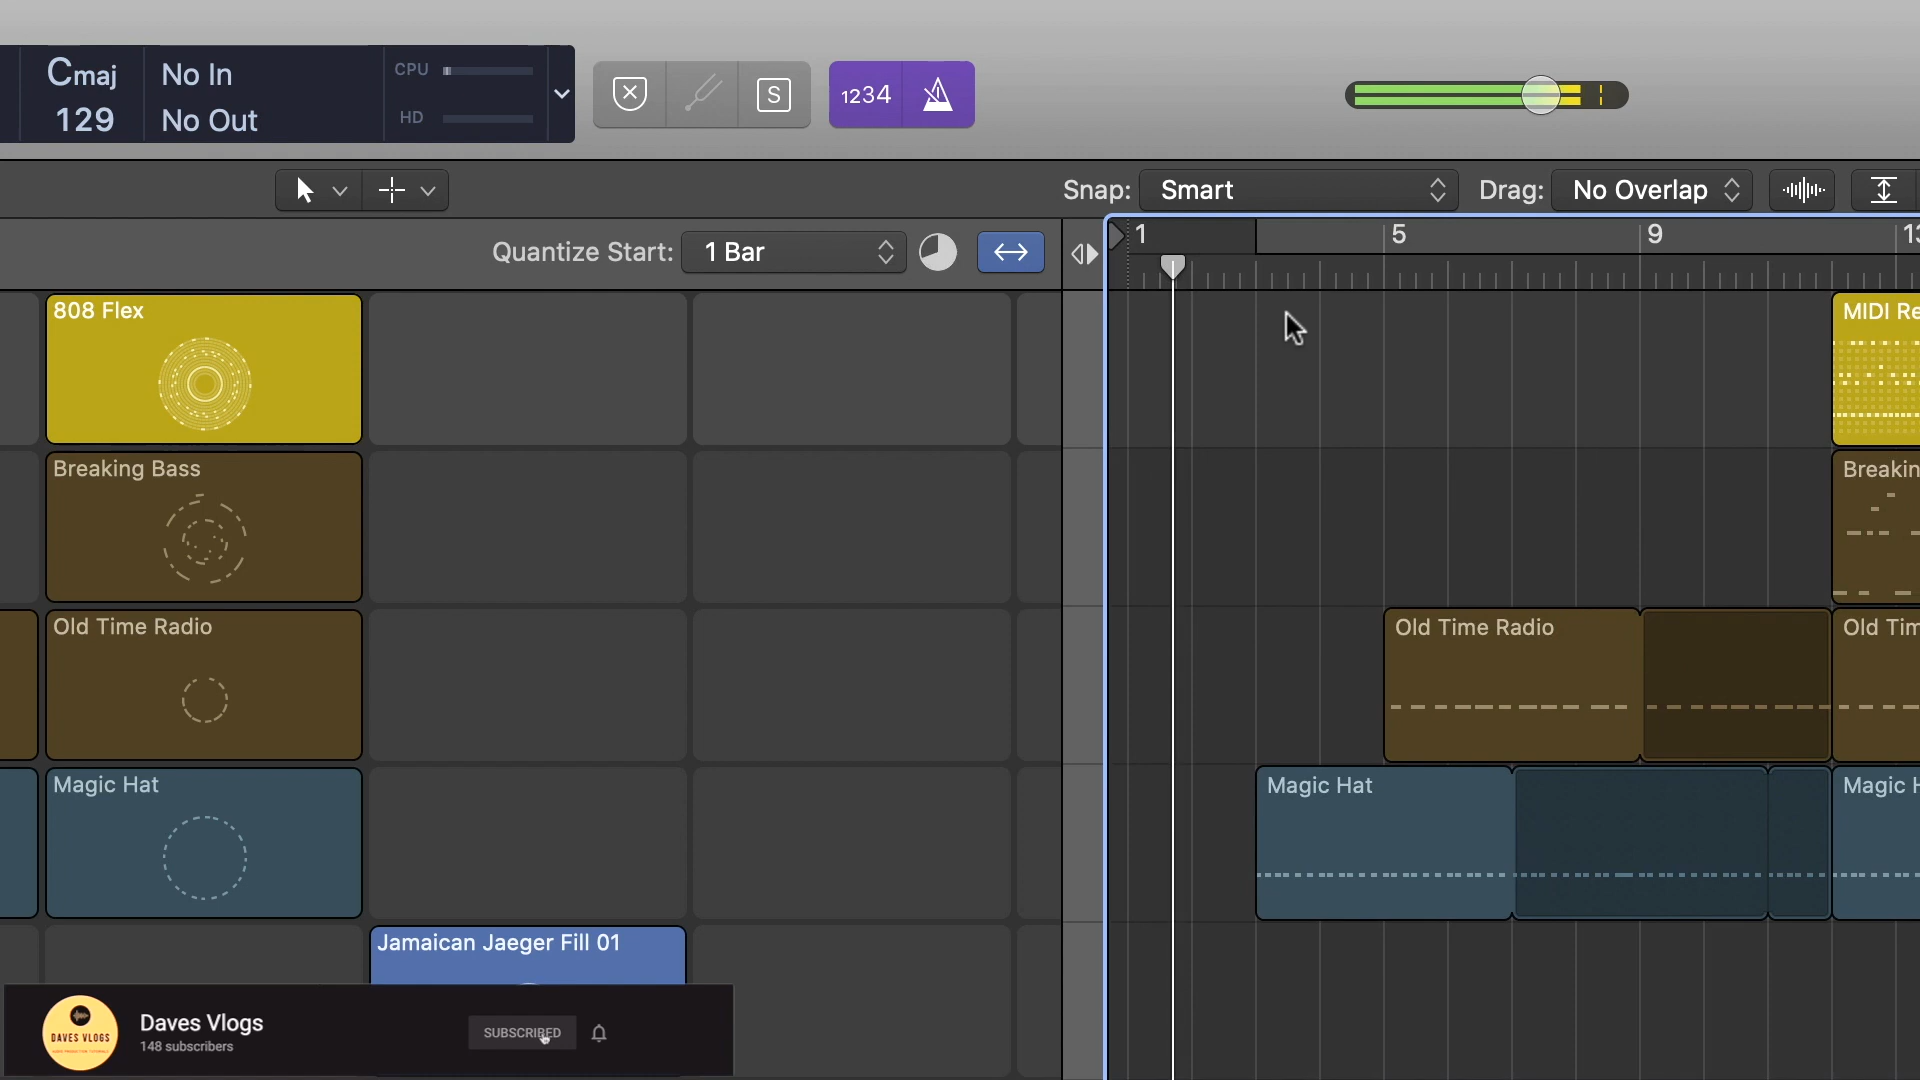 Cmaj
129
No In
No Out
CPU
HD
S
1234
Snap: Smart
Drag: No Overlap
Quantize Start: 1 Bar
1
5
9
808 Flex
MIDI Re
Breaking Bass
Breakin
Old Time Radio
Old Time Radio
Old Tim
Magic Hat
Magic Hat
Magic H
Jamaican Jaeger Fill 01
DAVES VLOGS
Daves Vlogs
148 subscribers
SUBSCRIBED